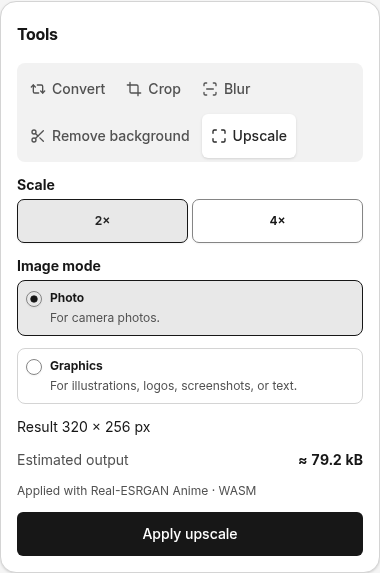 Tools
Convert Crop Blur
Remove background Upscale
Scale
2× 4×
Image mode
Photo
For camera photos.
Graphics
For illustrations, logos, screenshots, or text.
Result 320 × 256 px
Estimated output ≈ 79.2 kB
Applied with Real-ESRGAN Anime · WASM
Apply upscale